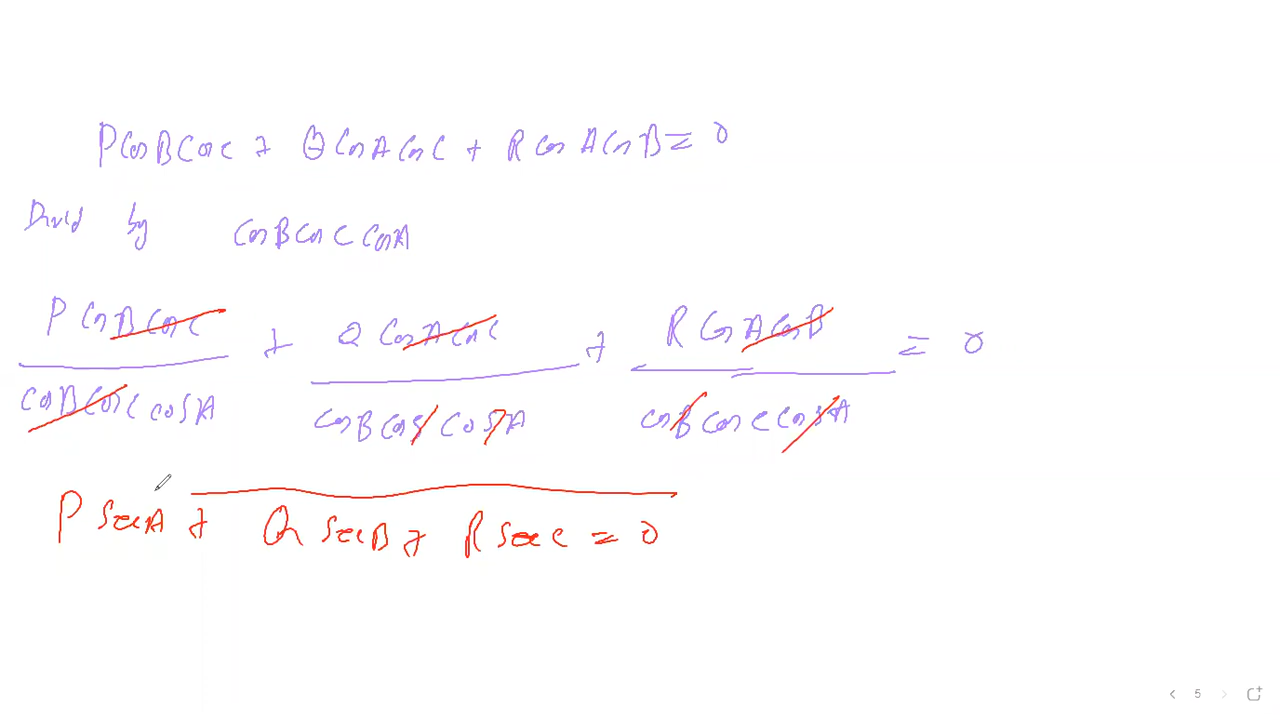 P Cos B Cos C + Q Cos A Cos C + R Cos A Cos B = 0
Divid by Cos B Cos C Cos A
P Cos B Cos C + Q Cos A Cos C + R Cos A Cos B = 0
Cos B Cos C Cos A Cos B Cos C Cos A Cos B Cos C Cos A
P Sec A + Q Sec B + R Sec C = 0
5